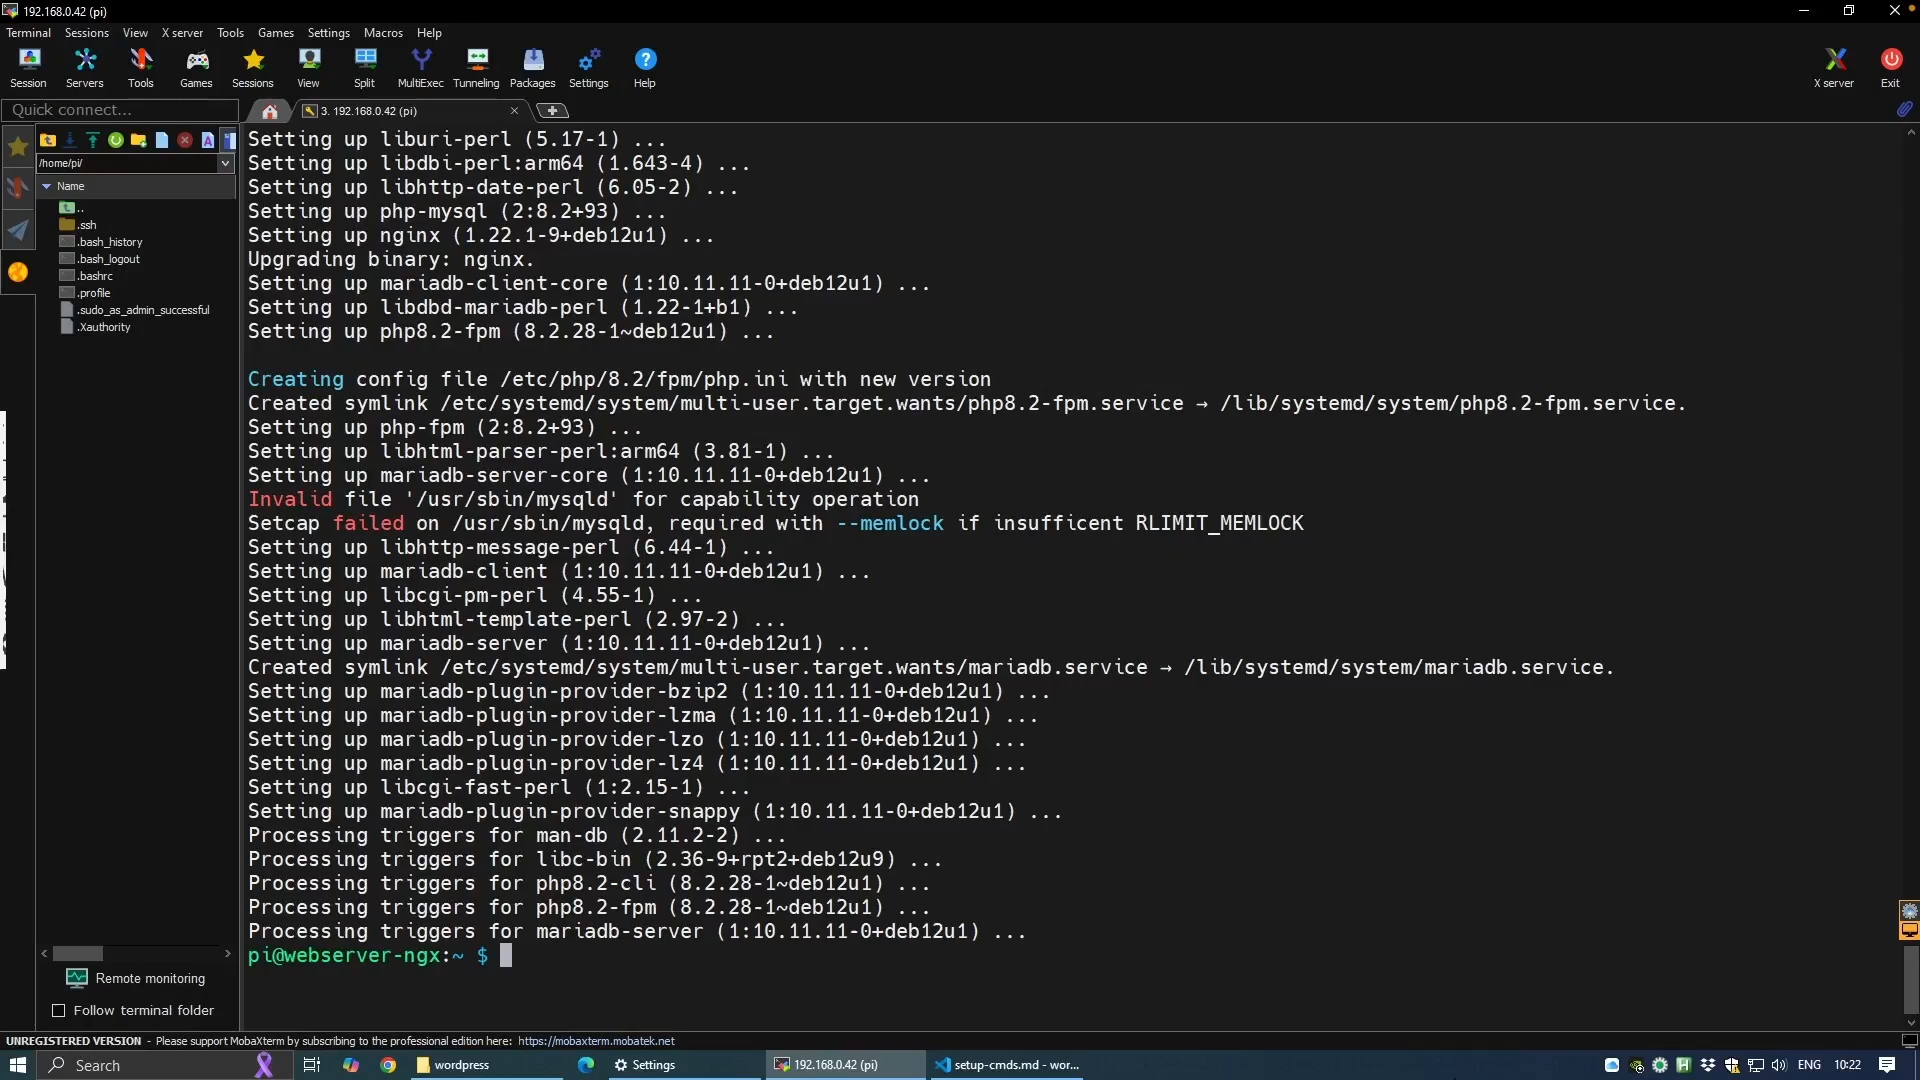 192.168.0.42 (pi)
Terminal Sessions View X server Tools Games Settings Macros Help
Session Servers Tools Games Sessions View Split MultiExec Tunneling Packages Settings Help X server Exit
Quick connect...
3. 192.168.0.42 (pi)
/home/pi/
Name
..
.ssh
.bash_history
.bash_logout
.bashrc
.profile
.sudo_as_admin_successful
.Xauthority
Remote monitoring
Follow terminal folder
Setting up liburi-perl (5.17-1) ...
Setting up libdbi-perl:arm64 (1.643-4) ...
Setting up libhttp-date-perl (6.05-2) ...
Setting up php-mysql (2:8.2+93) ...
Setting up nginx (1.22.1-9+deb12u1) ...
Upgrading binary: nginx.
Setting up mariadb-client-core (1:10.11.11-0+deb12u1) ...
Setting up libdbd-mariadb-perl (1.22-1+b1) ...
Setting up php8.2-fpm (8.2.28-1~deb12u1) ...
Creating config file /etc/php/8.2/fpm/php.ini with new version
Created symlink /etc/systemd/system/multi-user.target.wants/php8.2-fpm.service → /lib/systemd/system/php8.2-fpm.service.
Setting up php-fpm (2:8.2+93) ...
Setting up libhtml-parser-perl:arm64 (3.81-1) ...
Setting up mariadb-server-core (1:10.11.11-0+deb12u1) ...
Invalid file '/usr/sbin/mysqld' for capability operation
Setcap failed on /usr/sbin/mysqld, required with --memlock if insufficent RLIMIT_MEMLOCK
Setting up libhttp-message-perl (6.44-1) ...
Setting up mariadb-client (1:10.11.11-0+deb12u1) ...
Setting up libcgi-pm-perl (4.55-1) ...
Setting up libhtml-template-perl (2.97-2) ...
Setting up mariadb-server (1:10.11.11-0+deb12u1) ...
Created symlink /etc/systemd/system/multi-user.target.wants/mariadb.service → /lib/systemd/system/mariadb.service.
Setting up mariadb-plugin-provider-bzip2 (1:10.11.11-0+deb12u1) ...
Setting up mariadb-plugin-provider-lzma (1:10.11.11-0+deb12u1) ...
Setting up mariadb-plugin-provider-lzo (1:10.11.11-0+deb12u1) ...
Setting up mariadb-plugin-provider-lz4 (1:10.11.11-0+deb12u1) ...
Setting up libcgi-fast-perl (1:2.15-1) ...
Setting up mariadb-plugin-provider-snappy (1:10.11.11-0+deb12u1) ...
Processing triggers for man-db (2.11.2-2) ...
Processing triggers for libc-bin (2.36-9+rpt2+deb12u9) ...
Processing triggers for php8.2-cli (8.2.28-1~deb12u1) ...
Processing triggers for php8.2-fpm (8.2.28-1~deb12u1) ...
Processing triggers for mariadb-server (1:10.11.11-0+deb12u1) ...
pi@webserver-ngx:~ $
UNREGISTERED VERSION - Please support MobaXterm by subscribing to the professional edition here: https://mobaxterm.mobatek.net
Search wordpress Settings 192.168.0.42 (pi) setup-cmds.md - wor... ENG 10:22